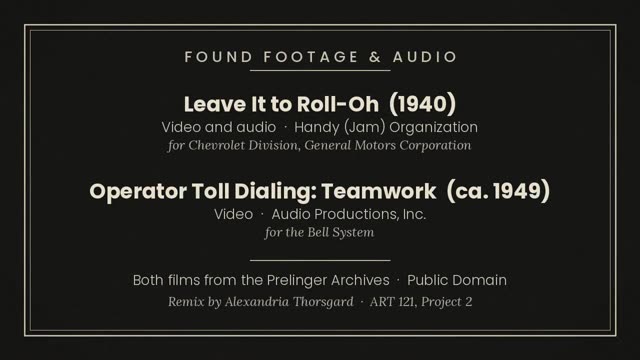 FOUND FOOTAGE & AUDIO
Leave It to Roll-Oh (1940)
Video and audio · Handy (Jam) Organization
for Chevrolet Division, General Motors Corporation
Operator Toll Dialing: Teamwork (ca. 1949)
Video · Audio Productions, Inc.
for the Bell System
Both films from the Prelinger Archives · Public Domain
Remix by Alexandria Thorsgard · ART 121, Project 2